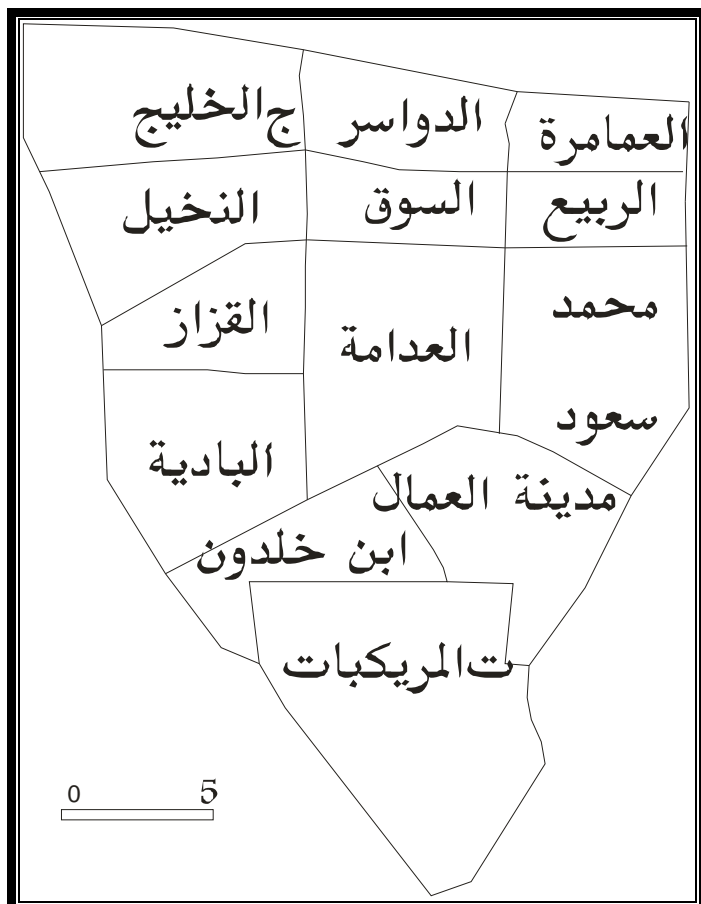 العمامرة
الدواسر
ج الخليج
الربيع
السوق
النخيل
محمد
سعود
العدامة
القزاز
البادية
مدينة العمال
ابن خلدون
ت المريكبات
0 5